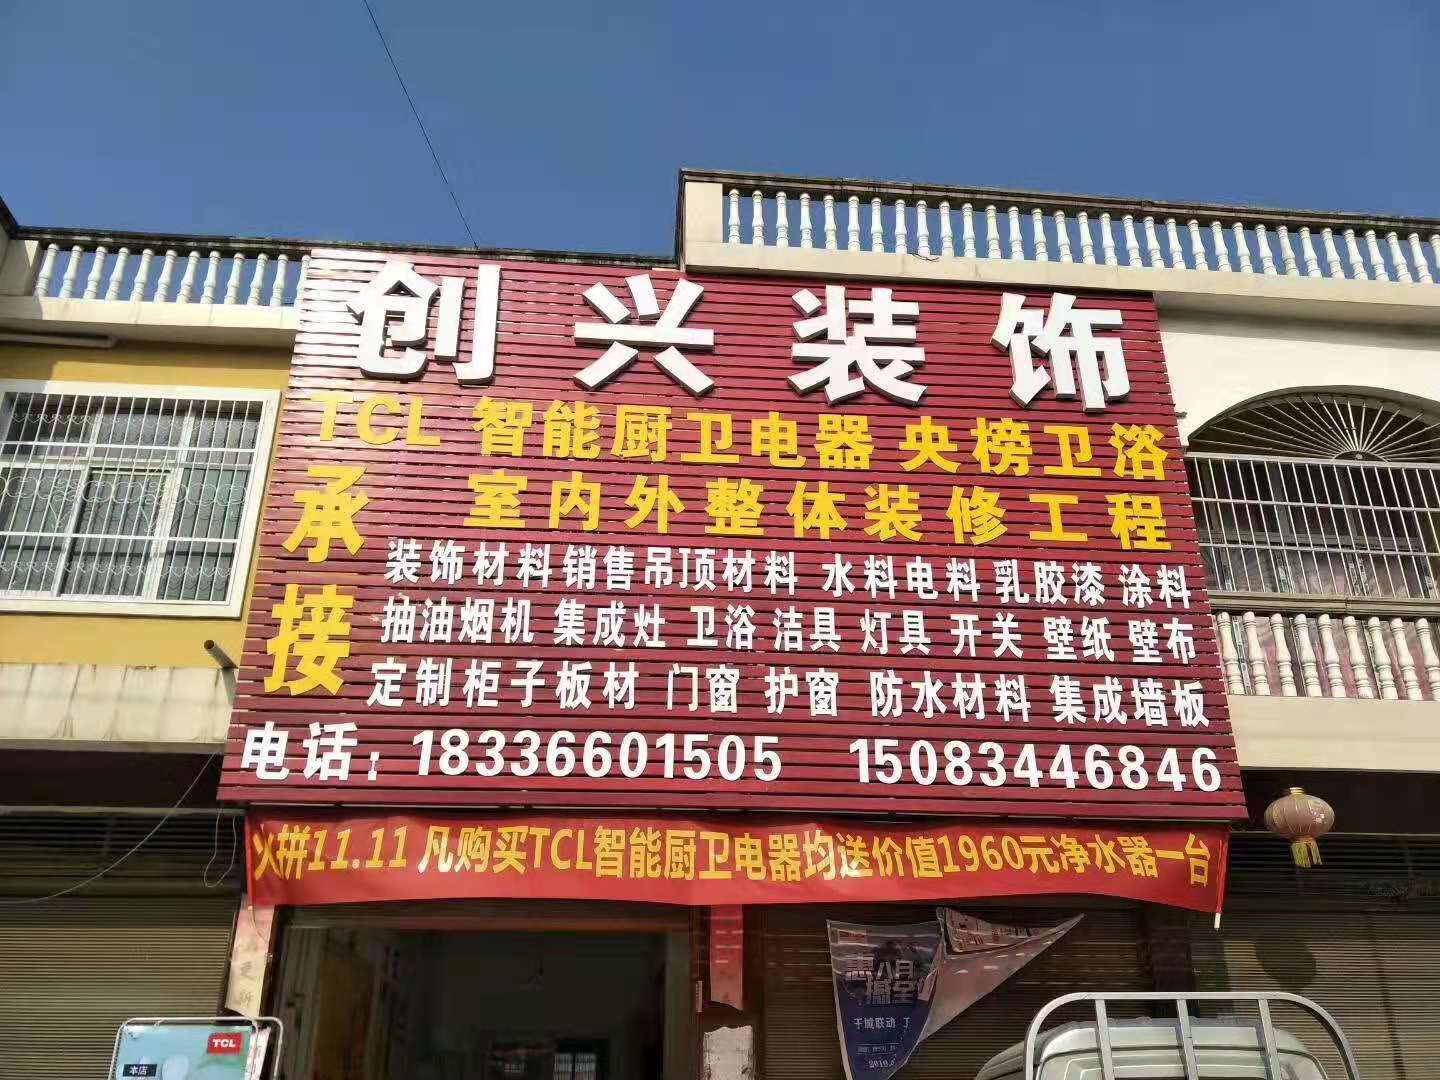 创兴装饰
TCL 智能厨卫电器 央榜卫浴
承接
室内外整体装修工程
装饰材料销售吊顶材料 水料电料 乳胶漆 涂料
抽油烟机 集成灶 卫浴 洁具 灯具 开关 壁纸 壁布
定制柜子板材 门窗 护窗 防水材料 集成墙板
电话：18336601505 15083446846
火拼11.11 凡购买TCL智能厨卫电器均送价值1960元净水器一台
惠八月
TCL
本店